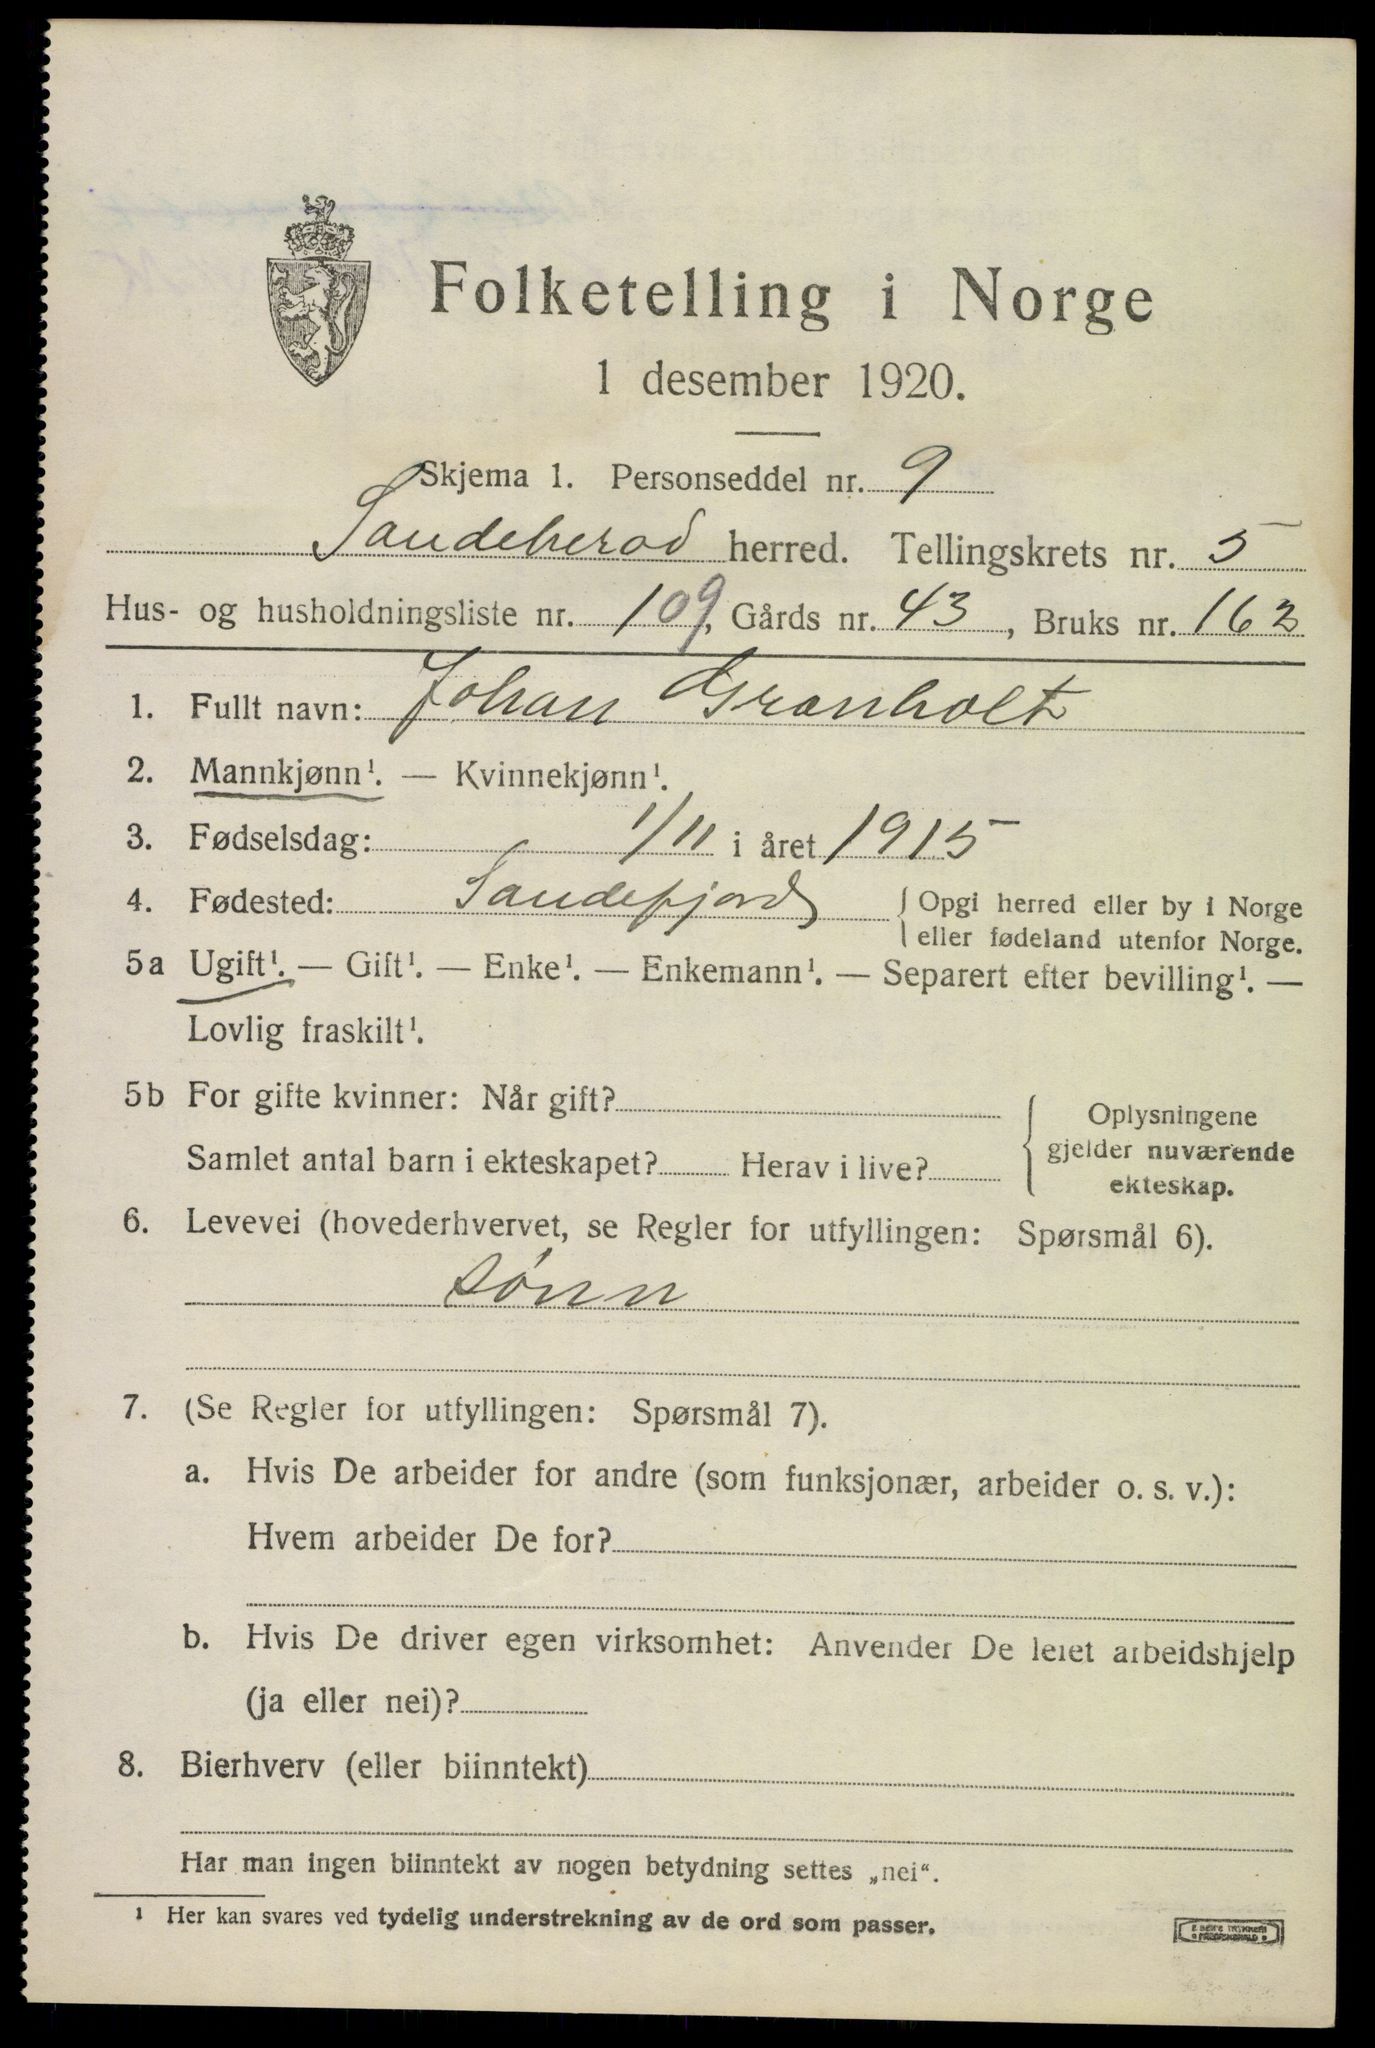 Folketelling i Norge
1 desember 1920.
Skjema 1. Personseddel nr. 9
Sandeherad herred. Tellingskrets nr. 5
Hus- og husholdningsliste nr. 109, Gårds nr. 43, Bruks nr. 162
1. Fullt navn: Johan Granholt
2. Mannkjønn¹. — Kvinnekjønn¹.
3. Fødselsdag: 1/11 i året 1915
4. Fødested: Sandefjord { Opgi herred eller by i Norge
eller fødeland utenfor Norge.
5a Ugift¹. — Gift¹. — Enke¹. — Enkemann¹. — Separert efter bevilling¹. —
Lovlig fraskilt¹.
5b For gifte kvinner: Når gift?
Samlet antal barn i ekteskapet? Herav i live?
{ Oplysningene
gjelder nuværende
ekteskap.
6. Levevei (hovederhvervet, se Regler for utfyllingen: Spørsmål 6).
sønn
7. (Se Regler for utfyllingen: Spørsmål 7).
a. Hvis De arbeider for andre (som funksjonær, arbeider o. s. v.):
Hvem arbeider De for?
b. Hvis De driver egen virksomhet: Anvender De leiet arbeidshjelp
(ja eller nei)?
8. Bierhverv (eller biinntekt)
Har man ingen biinntekt av nogen betydning settes „nei“.
¹ Her kan svares ved tydelig understrekning av de ord som passer.